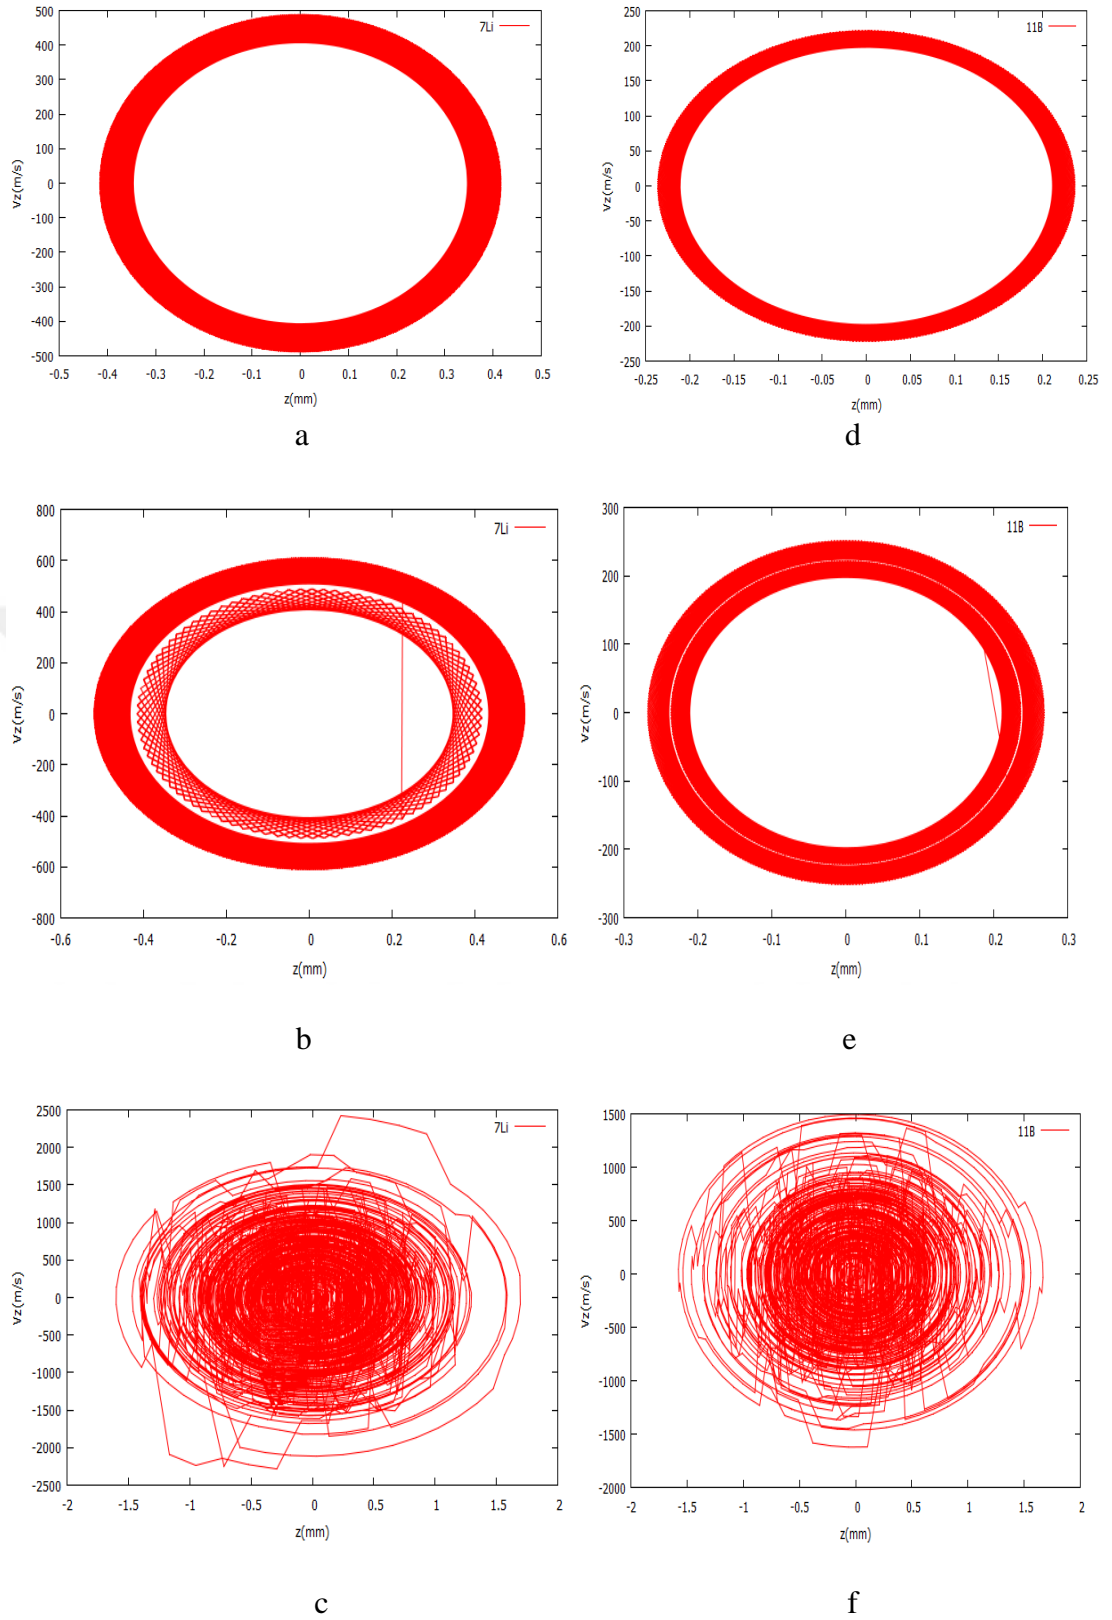 500
400
300
200
100
0
-100
-200
-300
-400
-500
Vz(m/s)
7Li
-0.5 -0.4 -0.3 -0.2 -0.1 0 0.1 0.2 0.3 0.4 0.5
z(mm)
a
250
200
150
100
50
0
-50
-100
-150
-200
-250
Vz(m/s)
11B
-0.25 -0.2 -0.15 -0.1 -0.05 0 0.05 0.1 0.15 0.2 0.25
z(mm)
d
800
600
400
200
0
-200
-400
-600
-800
Vz(m/s)
7Li
-0.6 -0.4 -0.2 0 0.2 0.4 0.6
z(mm)
b
300
200
100
0
-100
-200
-300
Vz(m/s)
11B
-0.3 -0.2 -0.1 0 0.1 0.2 0.3
z(mm)
e
2500
2000
1500
1000
500
0
-500
-1000
-1500
-2000
-2500
Vz(m/s)
7Li
-2 -1.5 -1 -0.5 0 0.5 1 1.5 2
z(mm)
c
1500
1000
500
0
-500
-1000
-1500
-2000
Vz(m/s)
11B
-2 -1.5 -1 -0.5 0 0.5 1 1.5 2
z(mm)
f